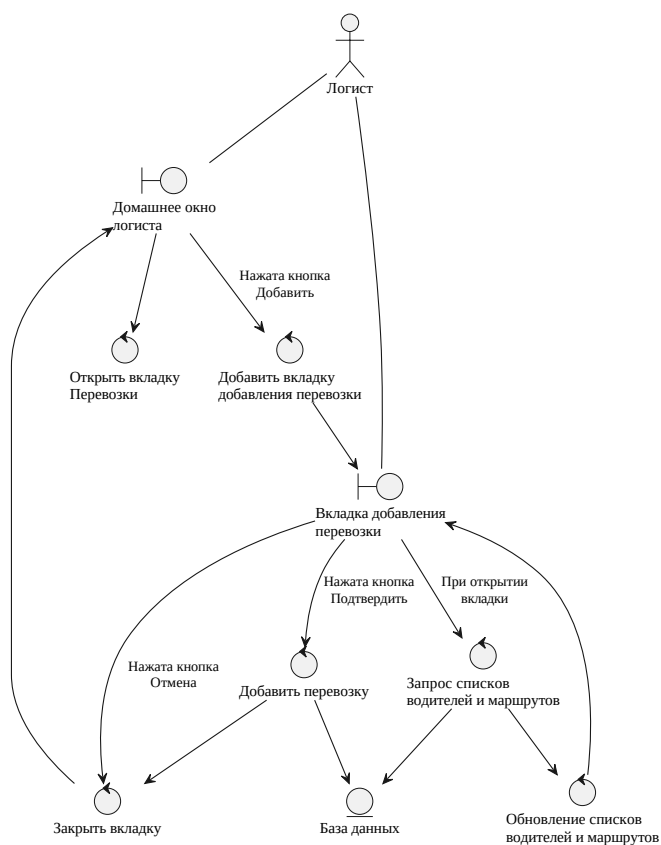 Логист
Домашнее окно
логиста
Нажата кнопка
Добавить
Открыть вкладку
Перевозки
Добавить вкладку
добавления перевозки
Вкладка добавления
перевозки
Нажата кнопка
Подтвердить
При открытии
вкладки
Нажата кнопка
Отмена
Добавить перевозку
Запрос списков
водителей и маршрутов
Закрыть вкладку
База данных
Обновление списков
водителей и маршрутов